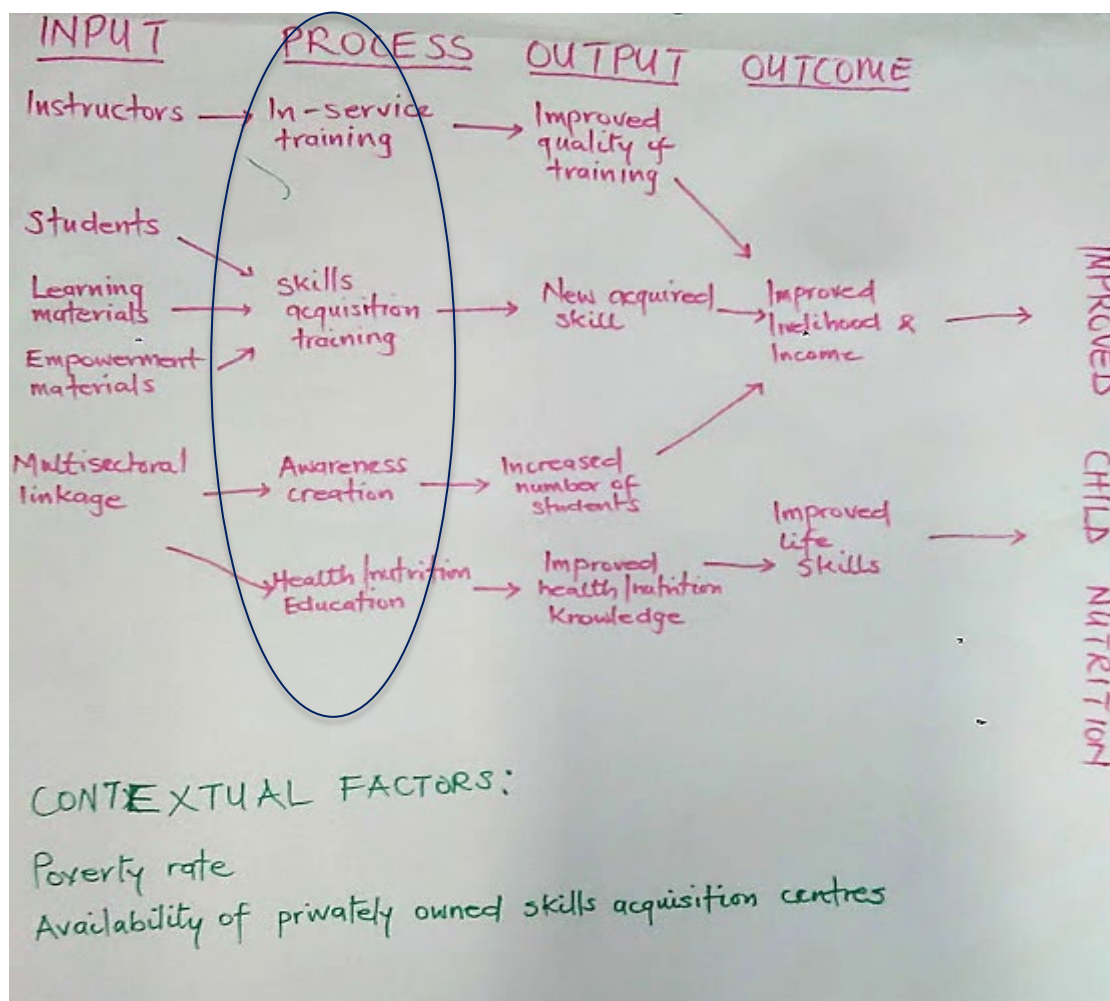 INPUT
PROCESS
OUTPUT
OUTCOME
Instructors
In-service
training
Improved
quality of
training
Students
Learning
materials
Empowerment
materials
skills
acquisition
training
New acquired
skill
Improved
livelihood &
Income
Multisectoral
linkage
Awareness
creation
Increased
number of
students
Health/nutrition
Education
Improved
health/nutrition
Knowledge
Improved
life
skills
IMPROVED CHILD NUTRITION
CONTEXTUAL FACTORS:
Poverty rate
Availability of privately owned skills acquisition centres